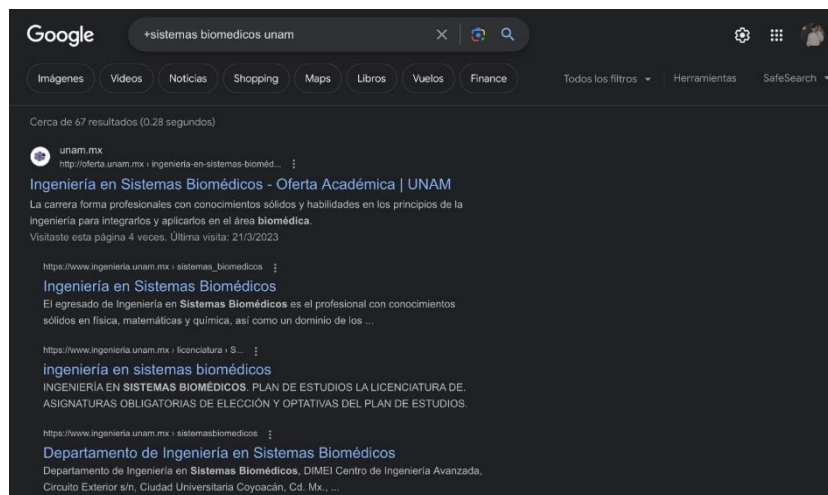 Google
+sistemas biomedicos unam
Imágenes Videos Noticias Shopping Maps Libros Vuelos Finance Todos los filtros Herramientas SafeSearch
Cerca de 67 resultados (0.28 segundos)
unam.mx
http://oferta.unam.mx › ingenieria-en-sistemas-bioméd...
Ingeniería en Sistemas Biomédicos - Oferta Académica | UNAM
La carrera forma profesionales con conocimientos sólidos y habilidades en los principios de la
ingeniería para integrarlos y aplicarlos en el área biomédica.
Visitaste esta página 4 veces. Última visita: 21/3/2023
https://www.ingenieria.unam.mx › sistemas_biomedicos
Ingeniería en Sistemas Biomédicos
El egresado de Ingeniería en Sistemas Biomédicos es el profesional con conocimientos
sólidos en física, matemáticas y química, así como un dominio de los ...
https://www.ingenieria.unam.mx › licenciatura › S...
ingeniería en sistemas biomédicos
INGENIERÍA EN SISTEMAS BIOMÉDICOS. PLAN DE ESTUDIOS LA LICENCIATURA DE.
ASIGNATURAS OBLIGATORIAS DE ELECCIÓN Y OPTATIVAS DEL PLAN DE ESTUDIOS.
https://www.ingenieria.unam.mx › sistemasbiomedicos
Departamento de Ingeniería en Sistemas Biomédicos
Departamento de Ingeniería en Sistemas Biomédicos, DIMEI Centro de Ingeniería Avanzada,
Circuito Exterior s/n, Ciudad Universitaria Coyoacán, Cd. Mx., ...